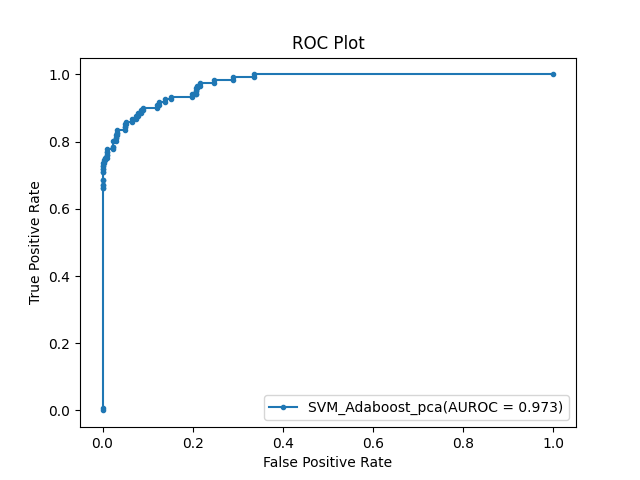 ROC Plot
1.0
0.8
0.6
0.4
0.2
0.0
True Positive Rate
SVM_Adaboost_pca(AUROC = 0.973)
0.0 0.2 0.4 0.6 0.8 1.0
False Positive Rate